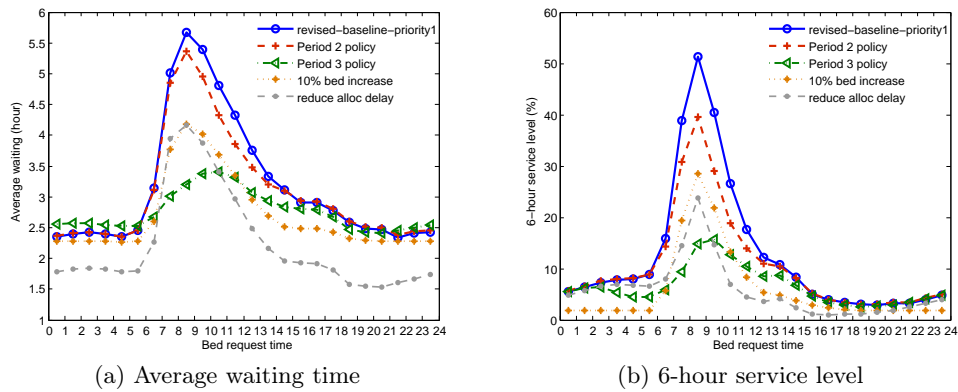 6
5.5
5
4.5
4
3.5
3
2.5
2
1.5
1
Average waiting (hour)
revised−baseline−priority1
Period 2 policy
Period 3 policy
10% bed increase
reduce alloc delay
0 1 2 3 4 5 6 7 8 9 10 11 12 13 14 15 16 17 18 19 20 21 22 23 24
Bed request time
(a) Average waiting time
60
50
40
30
20
10
0
6−hour service level (%)
revised−baseline−priority1
Period 2 policy
Period 3 policy
10% bed increase
reduce alloc delay
0 1 2 3 4 5 6 7 8 9 10 11 12 13 14 15 16 17 18 19 20 21 22 23 24
Bed request time
(b) 6-hour service level